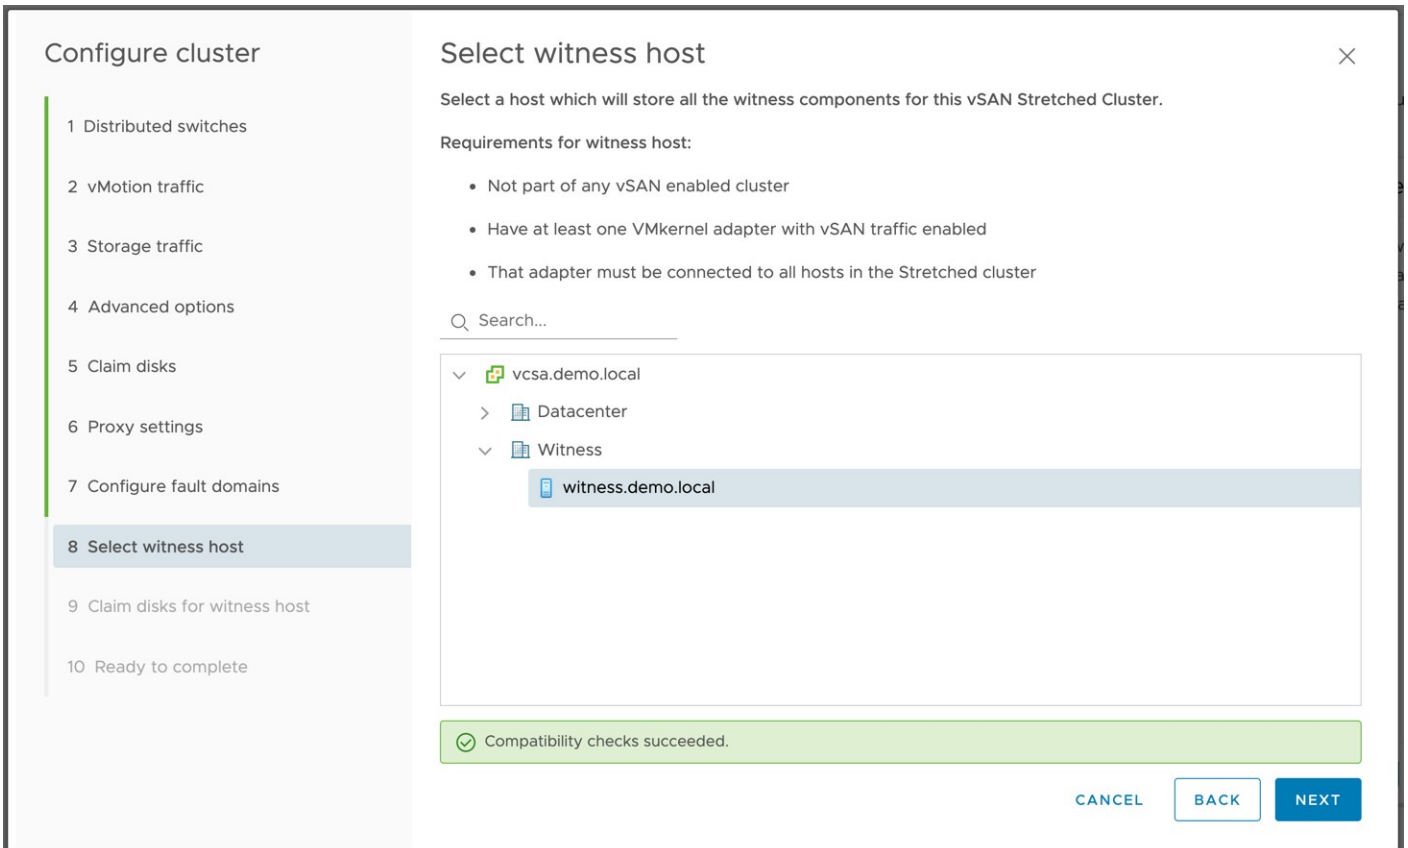 Configure cluster
1 Distributed switches
2 vMotion traffic
3 Storage traffic
4 Advanced options
5 Claim disks
6 Proxy settings
7 Configure fault domains
8 Select witness host
9 Claim disks for witness host
10 Ready to complete
Select witness host
Select a host which will store all the witness components for this vSAN Stretched Cluster.
Requirements for witness host:
• Not part of any vSAN enabled cluster
• Have at least one VMkernel adapter with vSAN traffic enabled
• That adapter must be connected to all hosts in the Stretched cluster
Search...
vcsa.demo.local
Datacenter
Witness
witness.demo.local
Compatibility checks succeeded.
CANCEL BACK NEXT